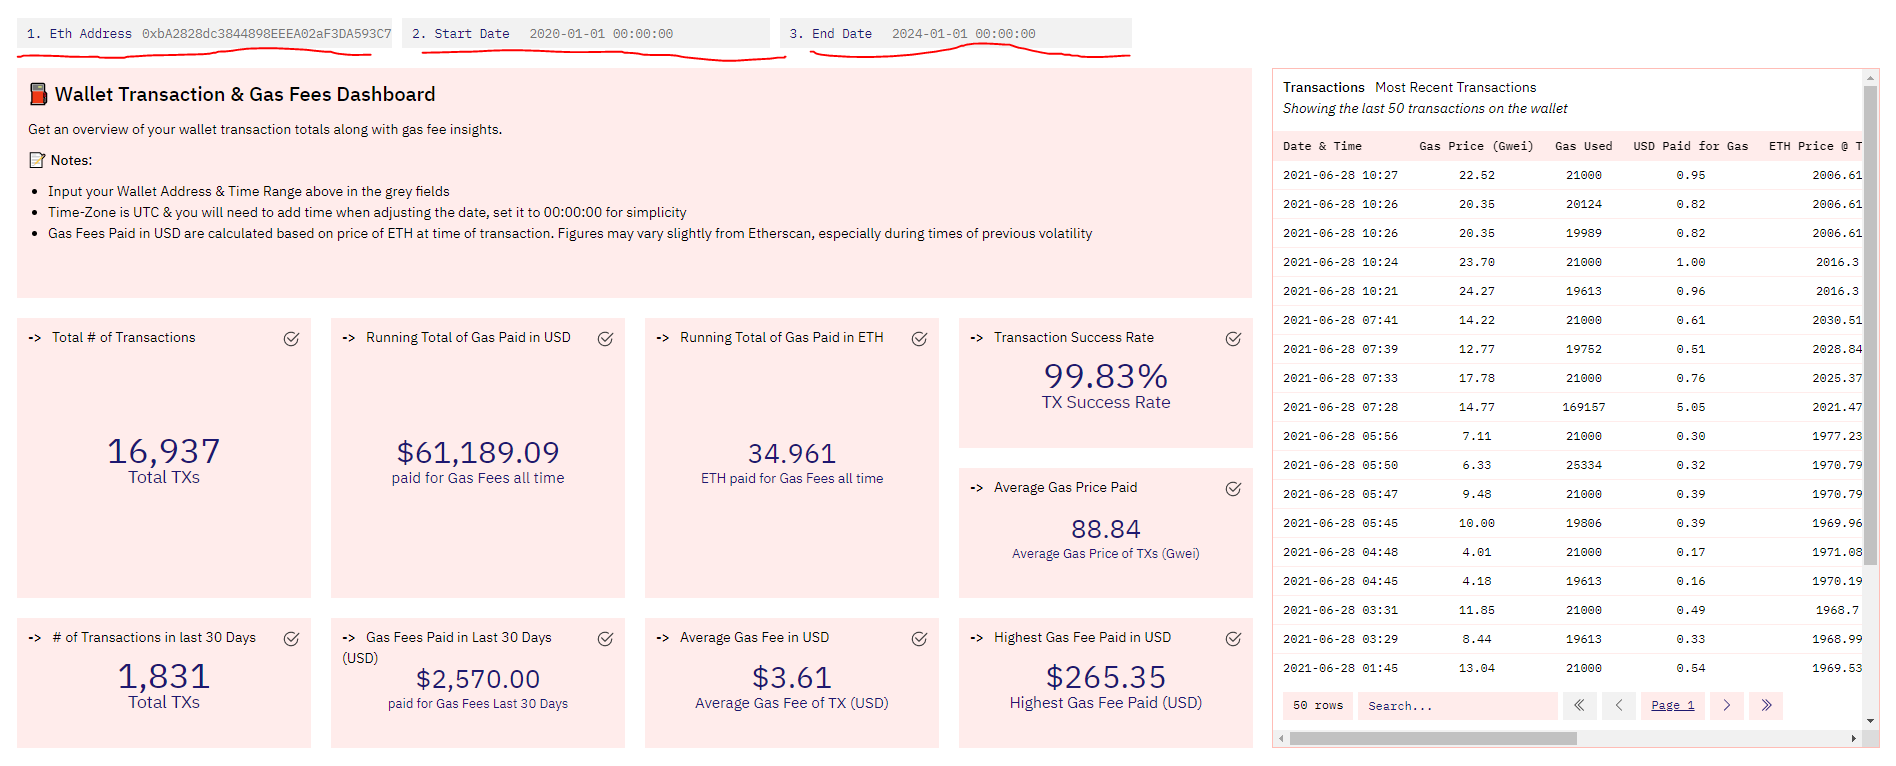 1. Eth Address 0xbA2828dc3844898EEEA02aF3DA593C7
2. Start Date 2020-01-01 00:00:00
3. End Date 2024-01-01 00:00:00
Wallet Transaction & Gas Fees Dashboard
Get an overview of your wallet transaction totals along with gas fee insights.
Notes:
• Input your Wallet Address & Time Range above in the grey fields
• Time-Zone is UTC & you will need to add time when adjusting the date, set it to 00:00:00 for simplicity
• Gas Fees Paid in USD are calculated based on price of ETH at time of transaction. Figures may vary slightly from Etherscan, especially during times of previous volatility
-> Total # of Transactions
16,937
Total TXs
-> Running Total of Gas Paid in USD
$61,189.09
paid for Gas Fees all time
-> Running Total of Gas Paid in ETH
34.961
ETH paid for Gas Fees all time
-> Transaction Success Rate
99.83%
TX Success Rate
-> Average Gas Price Paid
88.84
Average Gas Price of TXs (Gwei)
-> # of Transactions in last 30 Days
1,831
Total TXs
-> Gas Fees Paid in Last 30 Days
(USD)
$2,570.00
paid for Gas Fees Last 30 Days
-> Average Gas Fee in USD
$3.61
Average Gas Fee of TX (USD)
-> Highest Gas Fee Paid in USD
$265.35
Highest Gas Fee Paid (USD)
Transactions Most Recent Transactions
Showing the last 50 transactions on the wallet
Date & Time Gas Price (Gwei) Gas Used USD Paid for Gas ETH Price @ T
2021-06-28 10:27 22.52 21000 0.95 2006.61
2021-06-28 10:26 20.35 20124 0.82 2006.61
2021-06-28 10:26 20.35 19989 0.82 2006.61
2021-06-28 10:24 23.70 21000 1.00 2016.3
2021-06-28 10:21 24.27 19613 0.96 2016.3
2021-06-28 07:41 14.22 21000 0.61 2030.51
2021-06-28 07:39 12.77 19752 0.51 2028.84
2021-06-28 07:33 17.78 21000 0.76 2025.37
2021-06-28 07:28 14.77 169157 5.05 2021.47
2021-06-28 05:56 7.11 21000 0.30 1977.23
2021-06-28 05:50 6.33 25334 0.32 1970.79
2021-06-28 05:47 9.48 21000 0.39 1970.79
2021-06-28 05:45 10.00 19806 0.39 1969.96
2021-06-28 04:48 4.01 21000 0.17 1971.08
2021-06-28 04:45 4.18 19613 0.16 1970.19
2021-06-28 03:31 11.85 21000 0.49 1968.7
2021-06-28 03:29 8.44 19613 0.33 1968.99
2021-06-28 01:45 13.04 21000 0.54 1969.53
50 rows Search... Page 1